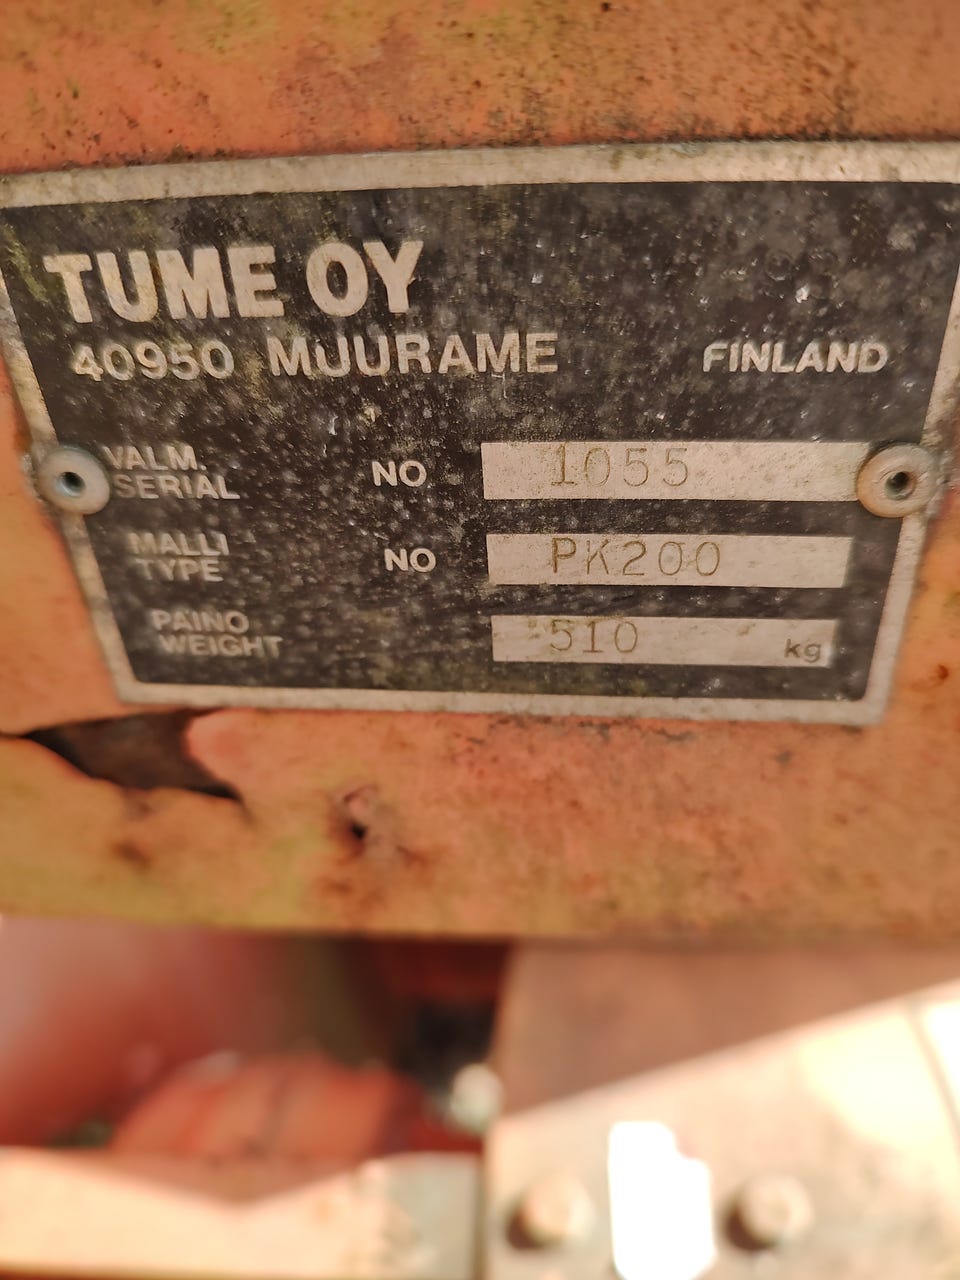 TUME OY
40950 MUURAME FINLAND
VALM. SERIAL NO 1055
MALLI TYPE NO PK200
PAINO WEIGHT 510 kg